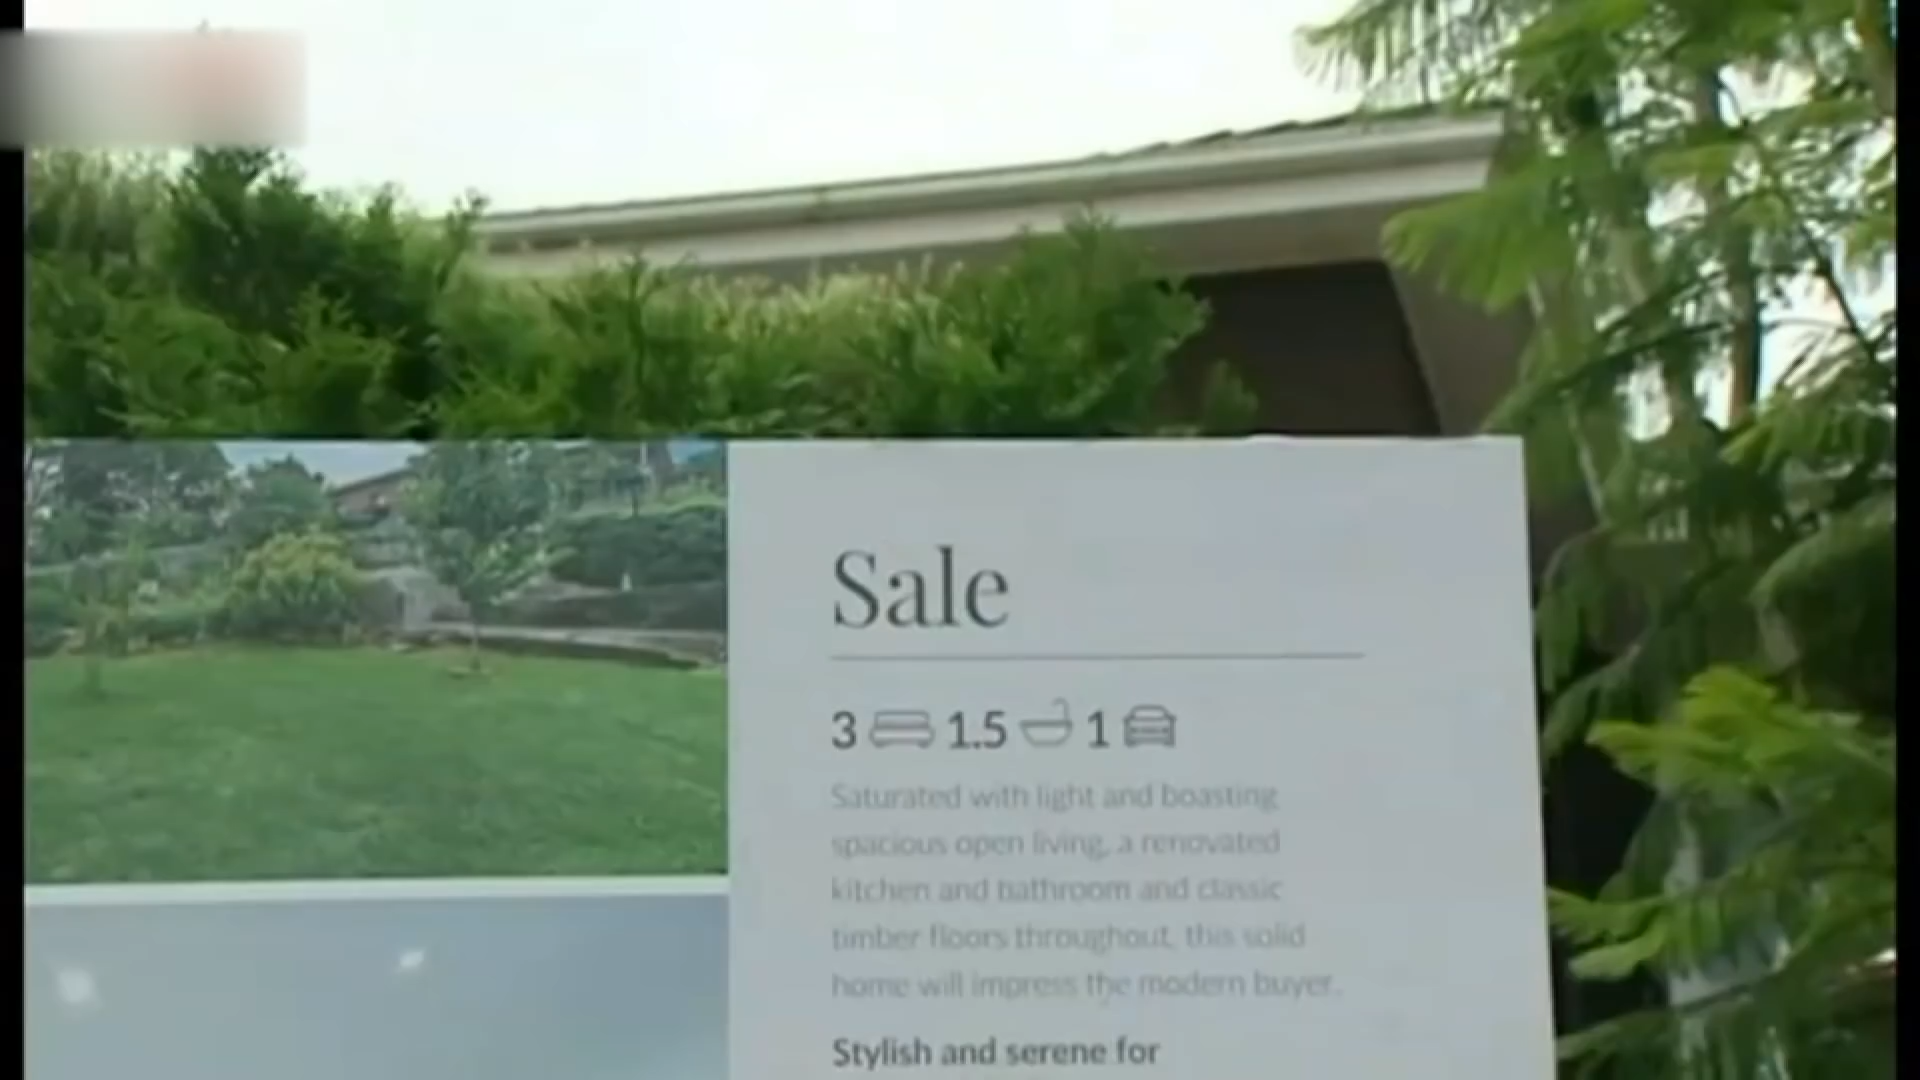 Sale
3 1.5 1
Saturated with light and boasting
spacious open living, a renovated
kitchen and bathroom and classic
timber floors throughout, this solid
home will impress the modern buyer.
Stylish and serene for